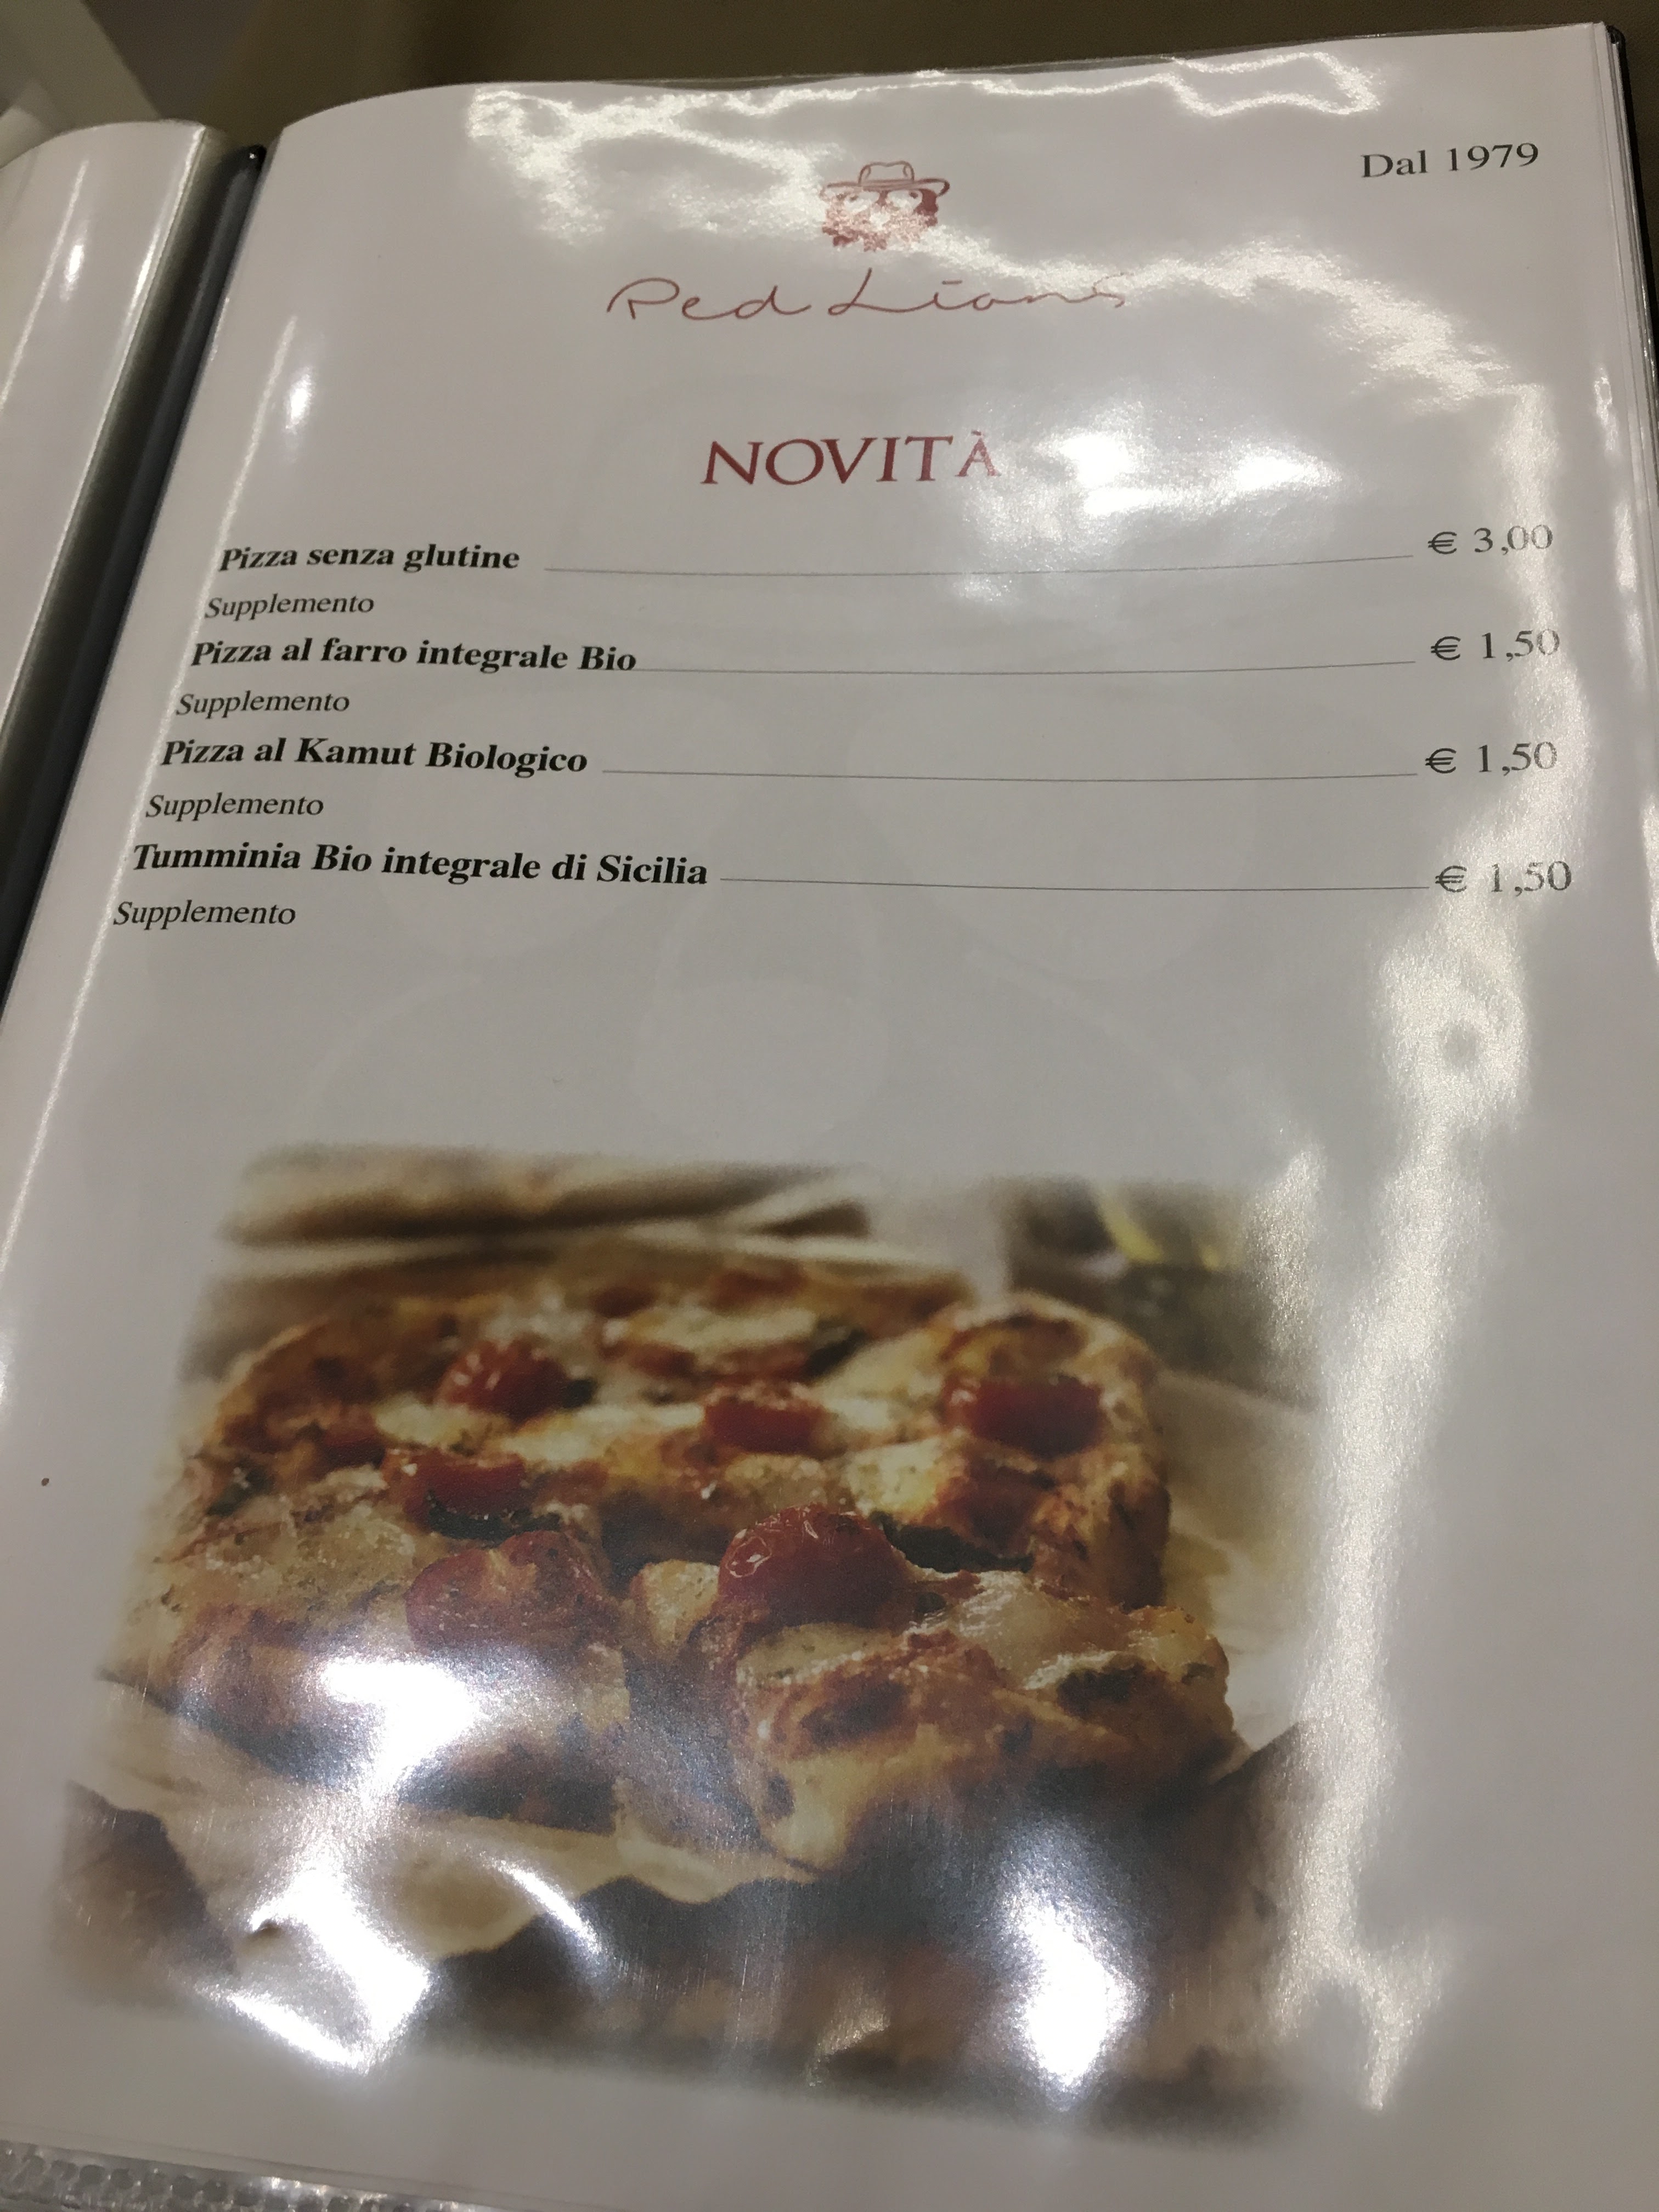 Dal 1979
Red Lions
NOVITÀ
Pizza senza glutine € 3,00
Supplemento
Pizza al farro integrale Bio € 1,50
Supplemento
Pizza al Kamut Biologico € 1,50
Supplemento
Tumminia Bio integrale di Sicilia € 1,50
Supplemento